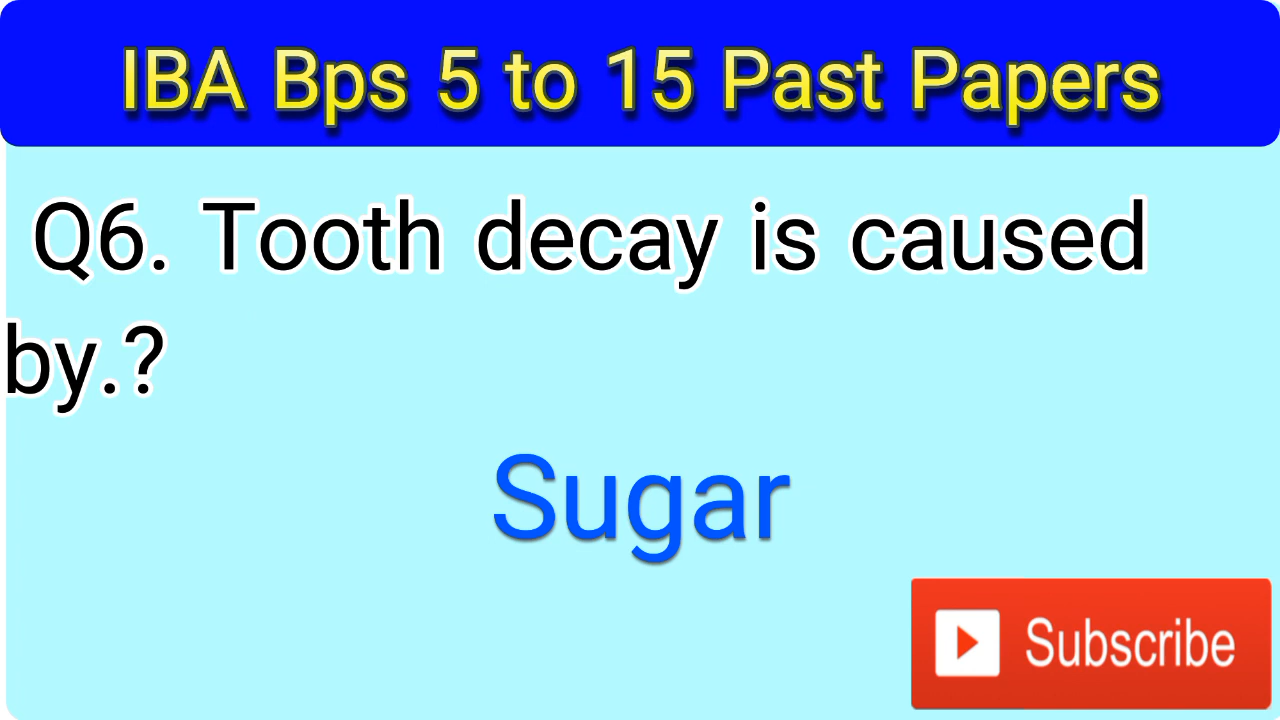 IBA Bps 5 to 15 Past Papers
Q6. Tooth decay is caused
by.?
Sugar
Subscribe